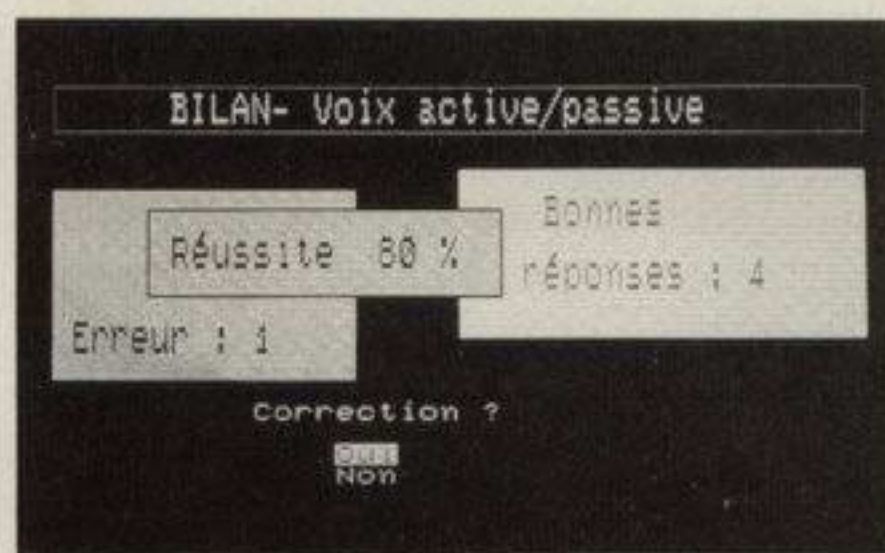 BILAN- Voix active/passive
Réussite 80 %
Bonnes
réponses : 4
Erreur : 1
Correction ?
Oui
Non